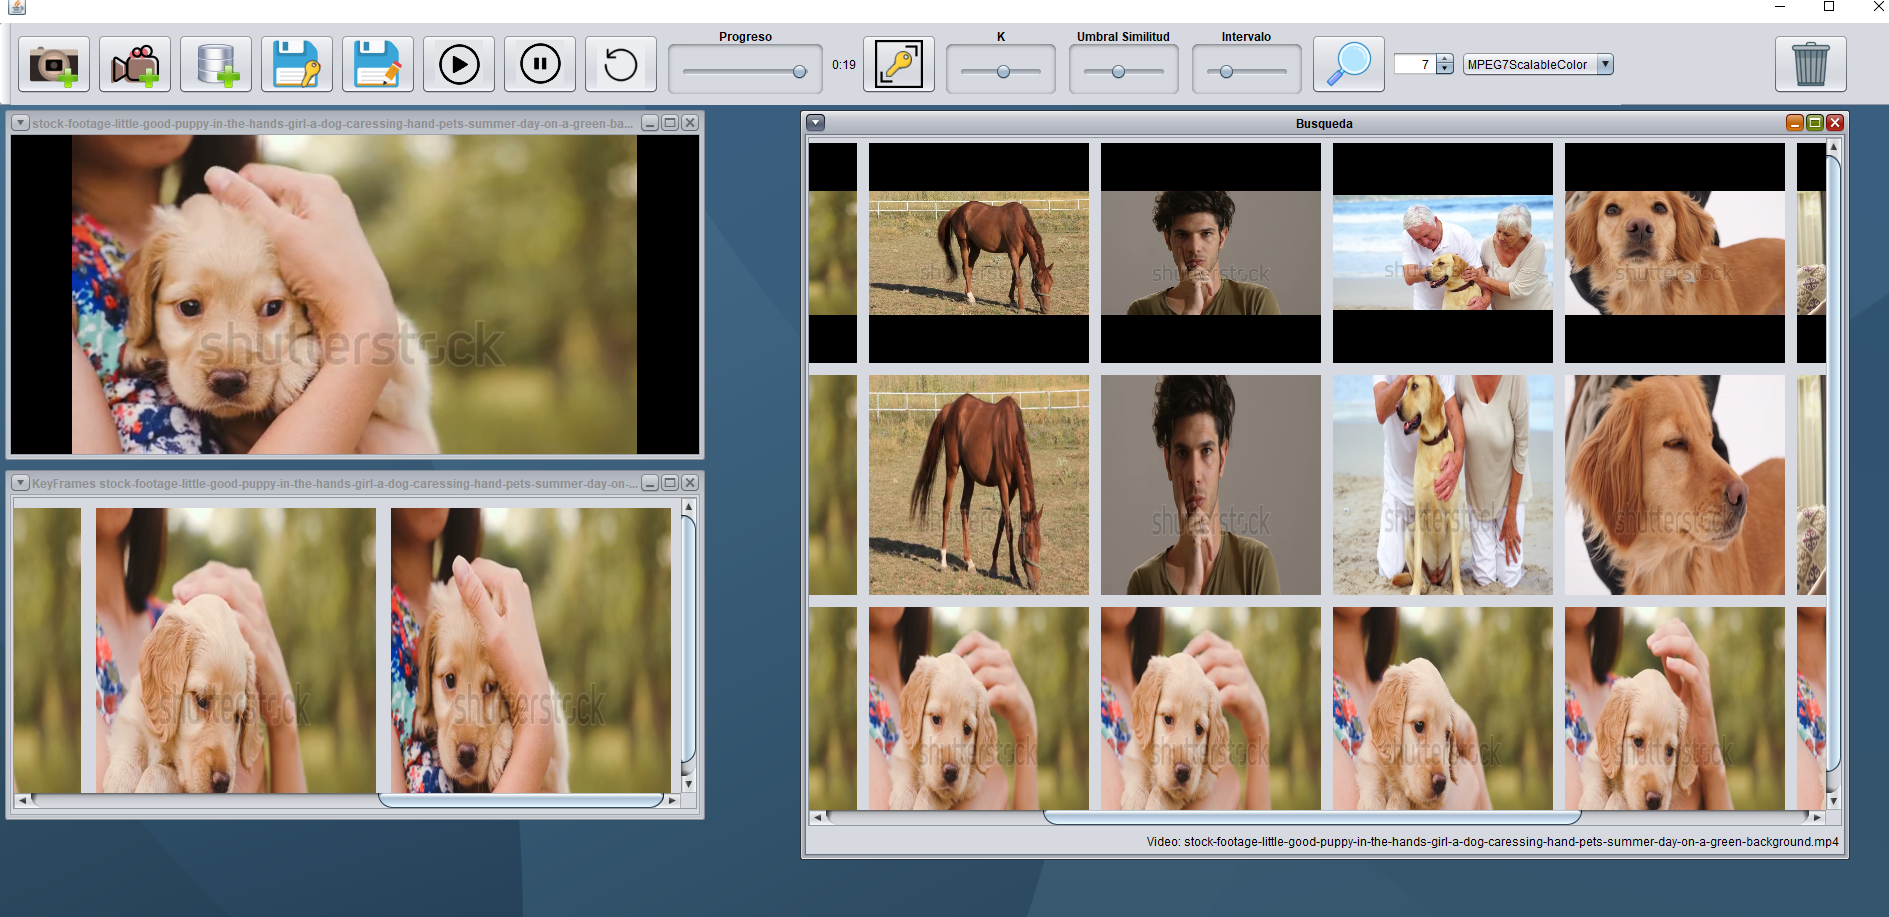 Progreso
0:19
K
Umbral Similitud
Intervalo
7
MPEG7ScalableColor
stock-footage-little-good-puppy-in-the-hands-girl-a-dog-caressing-hand-pets-summer-day-on-a-green-ba...
shutterstock
KeyFrames stock-footage-little-good-puppy-in-the-hands-girl-a-dog-caressing-hand-pets-summer-day-on-...
shutterstock
shutterstock
Busqueda
shutterstock
shutterstock
shutterstock
shutterstock
shutterstock
shutterstock
shutterstock
shutterstock
shutterstock
shutterstock
shutterstock
shutterstock
Video: stock-footage-little-good-puppy-in-the-hands-girl-a-dog-caressing-hand-pets-summer-day-on-a-green-background.mp4